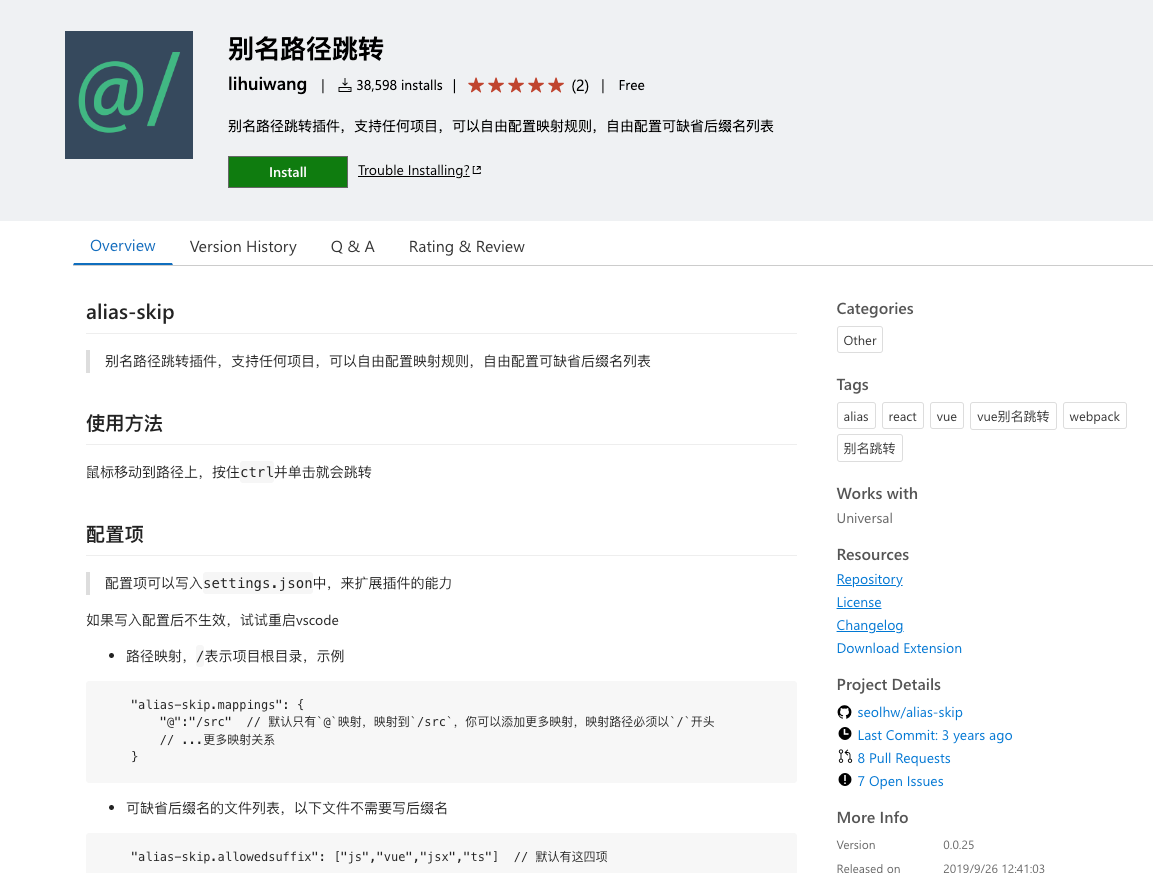 @/
别名路径跳转
lihuiwang | 38,598 installs | ★★★★★ (2) | Free
别名路径跳转插件，支持任何项目，可以自由配置映射规则，自由配置可缺省后缀名列表
Install Trouble Installing?
Overview Version History Q & A Rating & Review
alias-skip
别名路径跳转插件，支持任何项目，可以自由配置映射规则，自由配置可缺省后缀名列表
使用方法
鼠标移动到路径上，按住ctrl并单击就会跳转
配置项
配置项可以写入settings.json中，来扩展插件的能力
如果写入配置后不生效，试试重启vscode
• 路径映射，/表示项目根目录，示例
"alias-skip.mappings": {
"@":"/src"  // 默认只有`@`映射，映射到`/src`，你可以添加更多映射，映射路径必须以`/`开头
// ...更多映射关系
}
• 可缺省后缀名的文件列表，以下文件不需要写后缀名
"alias-skip.allowedsuffix": ["js","vue","jsx","ts"]  // 默认有这四项
Categories
Other
Tags
alias react vue vue别名跳转 webpack
别名跳转
Works with
Universal
Resources
Repository
License
Changelog
Download Extension
Project Details
seolhw/alias-skip
Last Commit: 3 years ago
8 Pull Requests
7 Open Issues
More Info
Version 0.0.25
Released on 2019/9/26 12:41:03